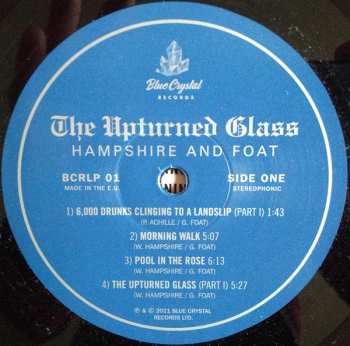 Blue Crystal
RECORDS
The Upturned Glass
HAMPSHIRE AND FOAT
BCRLP 01 SIDE ONE
MADE IN THE E.U. STEREOPHONIC
1) 6,000 DRUNKS CLINGING TO A LANDSLIP (PART I) 1:43
(P. ACHILLE / G. FOAT)
2) MORNING WALK 5:07
(W. HAMPSHIRE / G. FOAT)
3) POOL IN THE ROSE 6:13
(W. HAMPSHIRE / G. FOAT)
4) THE UPTURNED GLASS (PART I) 5:27
(W. HAMPSHIRE / G. FOAT)
℗ & © 2021 BLUE CRYSTAL
RECORDS LTD.